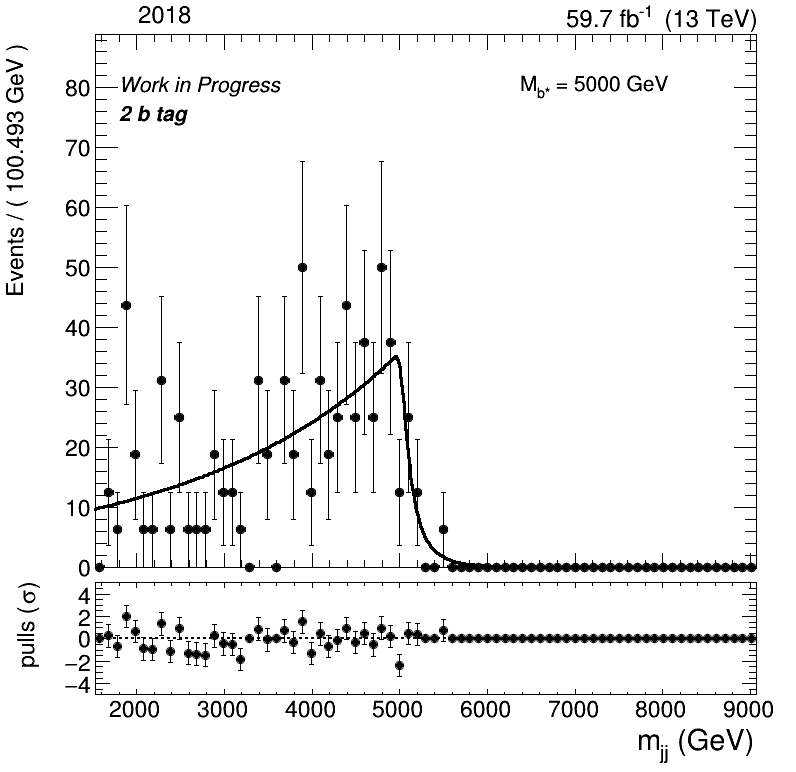 2018 59.7 fb⁻¹ (13 TeV)
Events / ( 100.493 GeV )
Work in Progress
2 b tag
M_b* = 5000 GeV
80
70
60
50
40
30
20
10
0
pulls (σ)
4
2
0
−2
−4
2000 3000 4000 5000 6000 7000 8000 9000
m_jj (GeV)